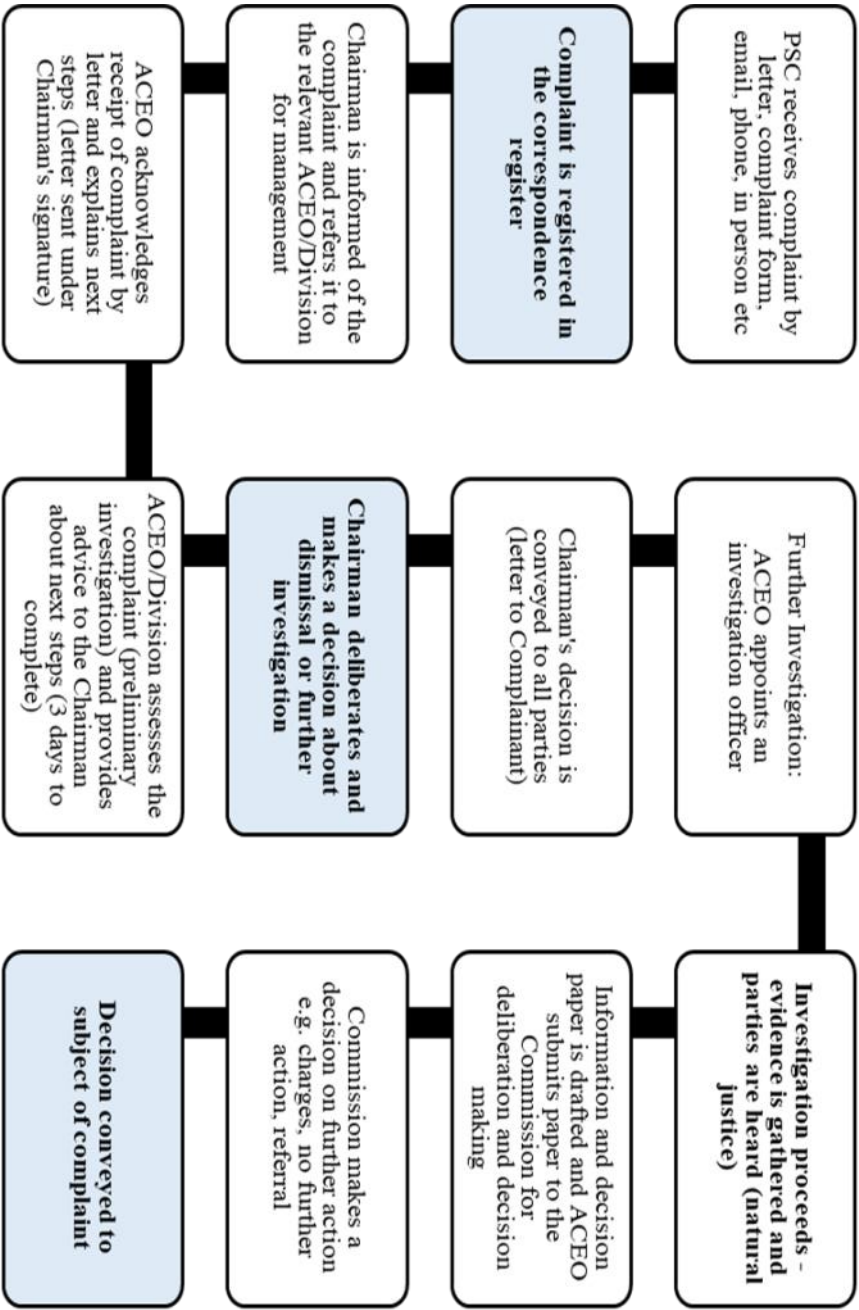 PSC receives complaint by
letter, complaint form,
email, phone, in person etc
Complaint is registered in
the correspondence
register
Chairman is informed of the
complaint and refers it to
the relevant ACEO/Division
for management
ACEO acknowledges
receipt of complaint by
letter and explains next
steps (letter sent under
Chairman's signature)
ACEO/Division assesses the
complaint (preliminary
investigation) and provides
advice to the Chairman
about next steps (3 days to
complete)
Chairman deliberates and
makes a decision about
dismissal or further
investigation
Chairman's decision is
conveyed to all parties
(letter to Complainant)
Further Investigation:
ACEO appoints an
investigation officer
Investigation proceeds -
evidence is gathered and
parties are heard (natural
justice)
Information and decision
paper is drafted and ACEO
submits paper to the
Commission for
deliberation and decision
making
Commission makes a
decision on further action
e.g. charges, no further
action, referral
Decision conveyed to
subject of complaint